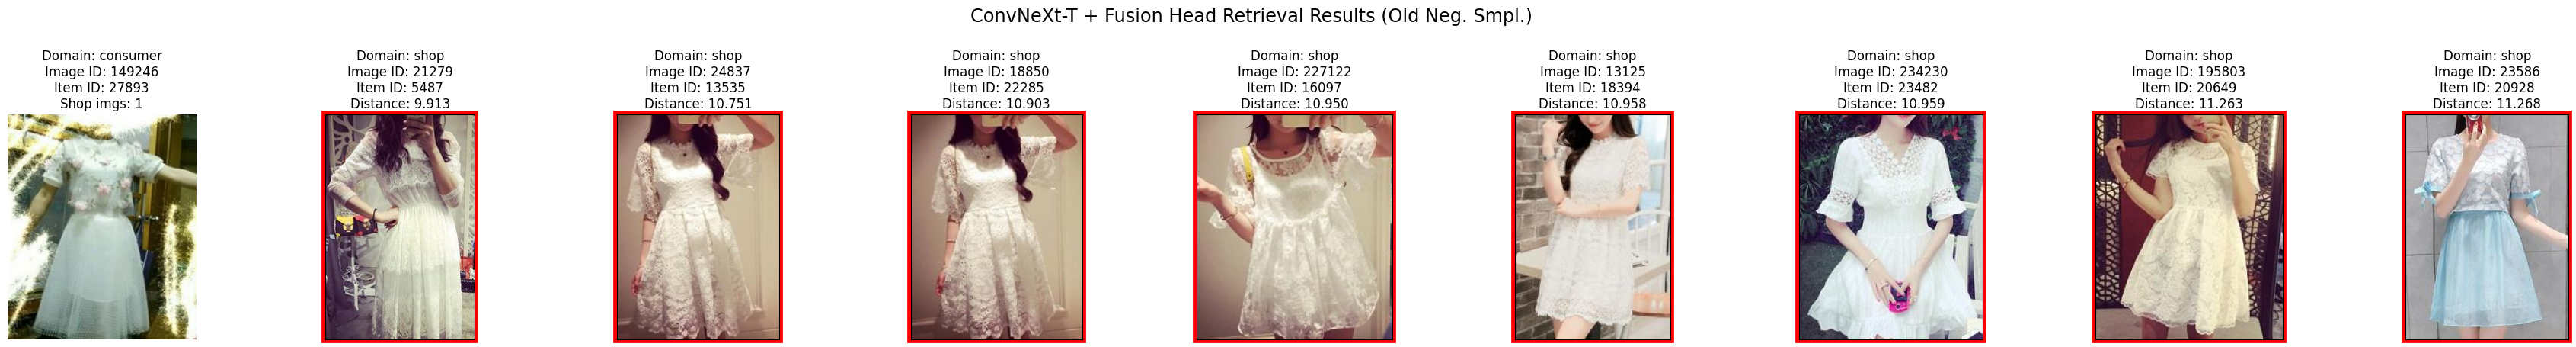 ConvNeXt-T + Fusion Head Retrieval Results (Old Neg. Smpl.)
Domain: consumer
Image ID: 149246
Item ID: 27893
Shop imgs: 1
Domain: shop
Image ID: 21279
Item ID: 5487
Distance: 9.913
Domain: shop
Image ID: 24837
Item ID: 13535
Distance: 10.751
Domain: shop
Image ID: 18850
Item ID: 22285
Distance: 10.903
Domain: shop
Image ID: 227122
Item ID: 16097
Distance: 10.950
Domain: shop
Image ID: 13125
Item ID: 18394
Distance: 10.958
Domain: shop
Image ID: 234230
Item ID: 23482
Distance: 10.959
Domain: shop
Image ID: 195803
Item ID: 20649
Distance: 11.263
Domain: shop
Image ID: 23586
Item ID: 20928
Distance: 11.268